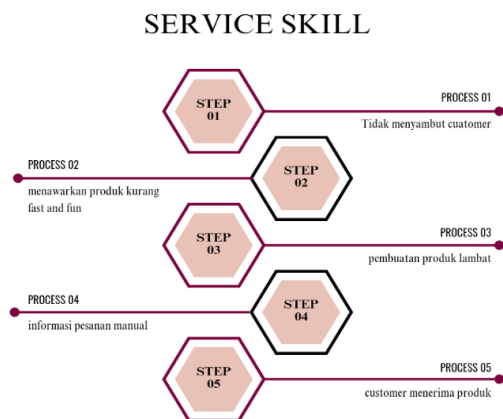 SERVICE SKILL
STEP
01
PROCESS 01
Tidak menyambut cuatomer
PROCESS 02
menawarkan produk kurang
fast and fun
STEP
02
STEP
03
PROCESS 03
pembuatan produk lambat
PROCESS 04
informasi pesanan manual
STEP
04
STEP
05
PROCESS 05
customer menerima produk